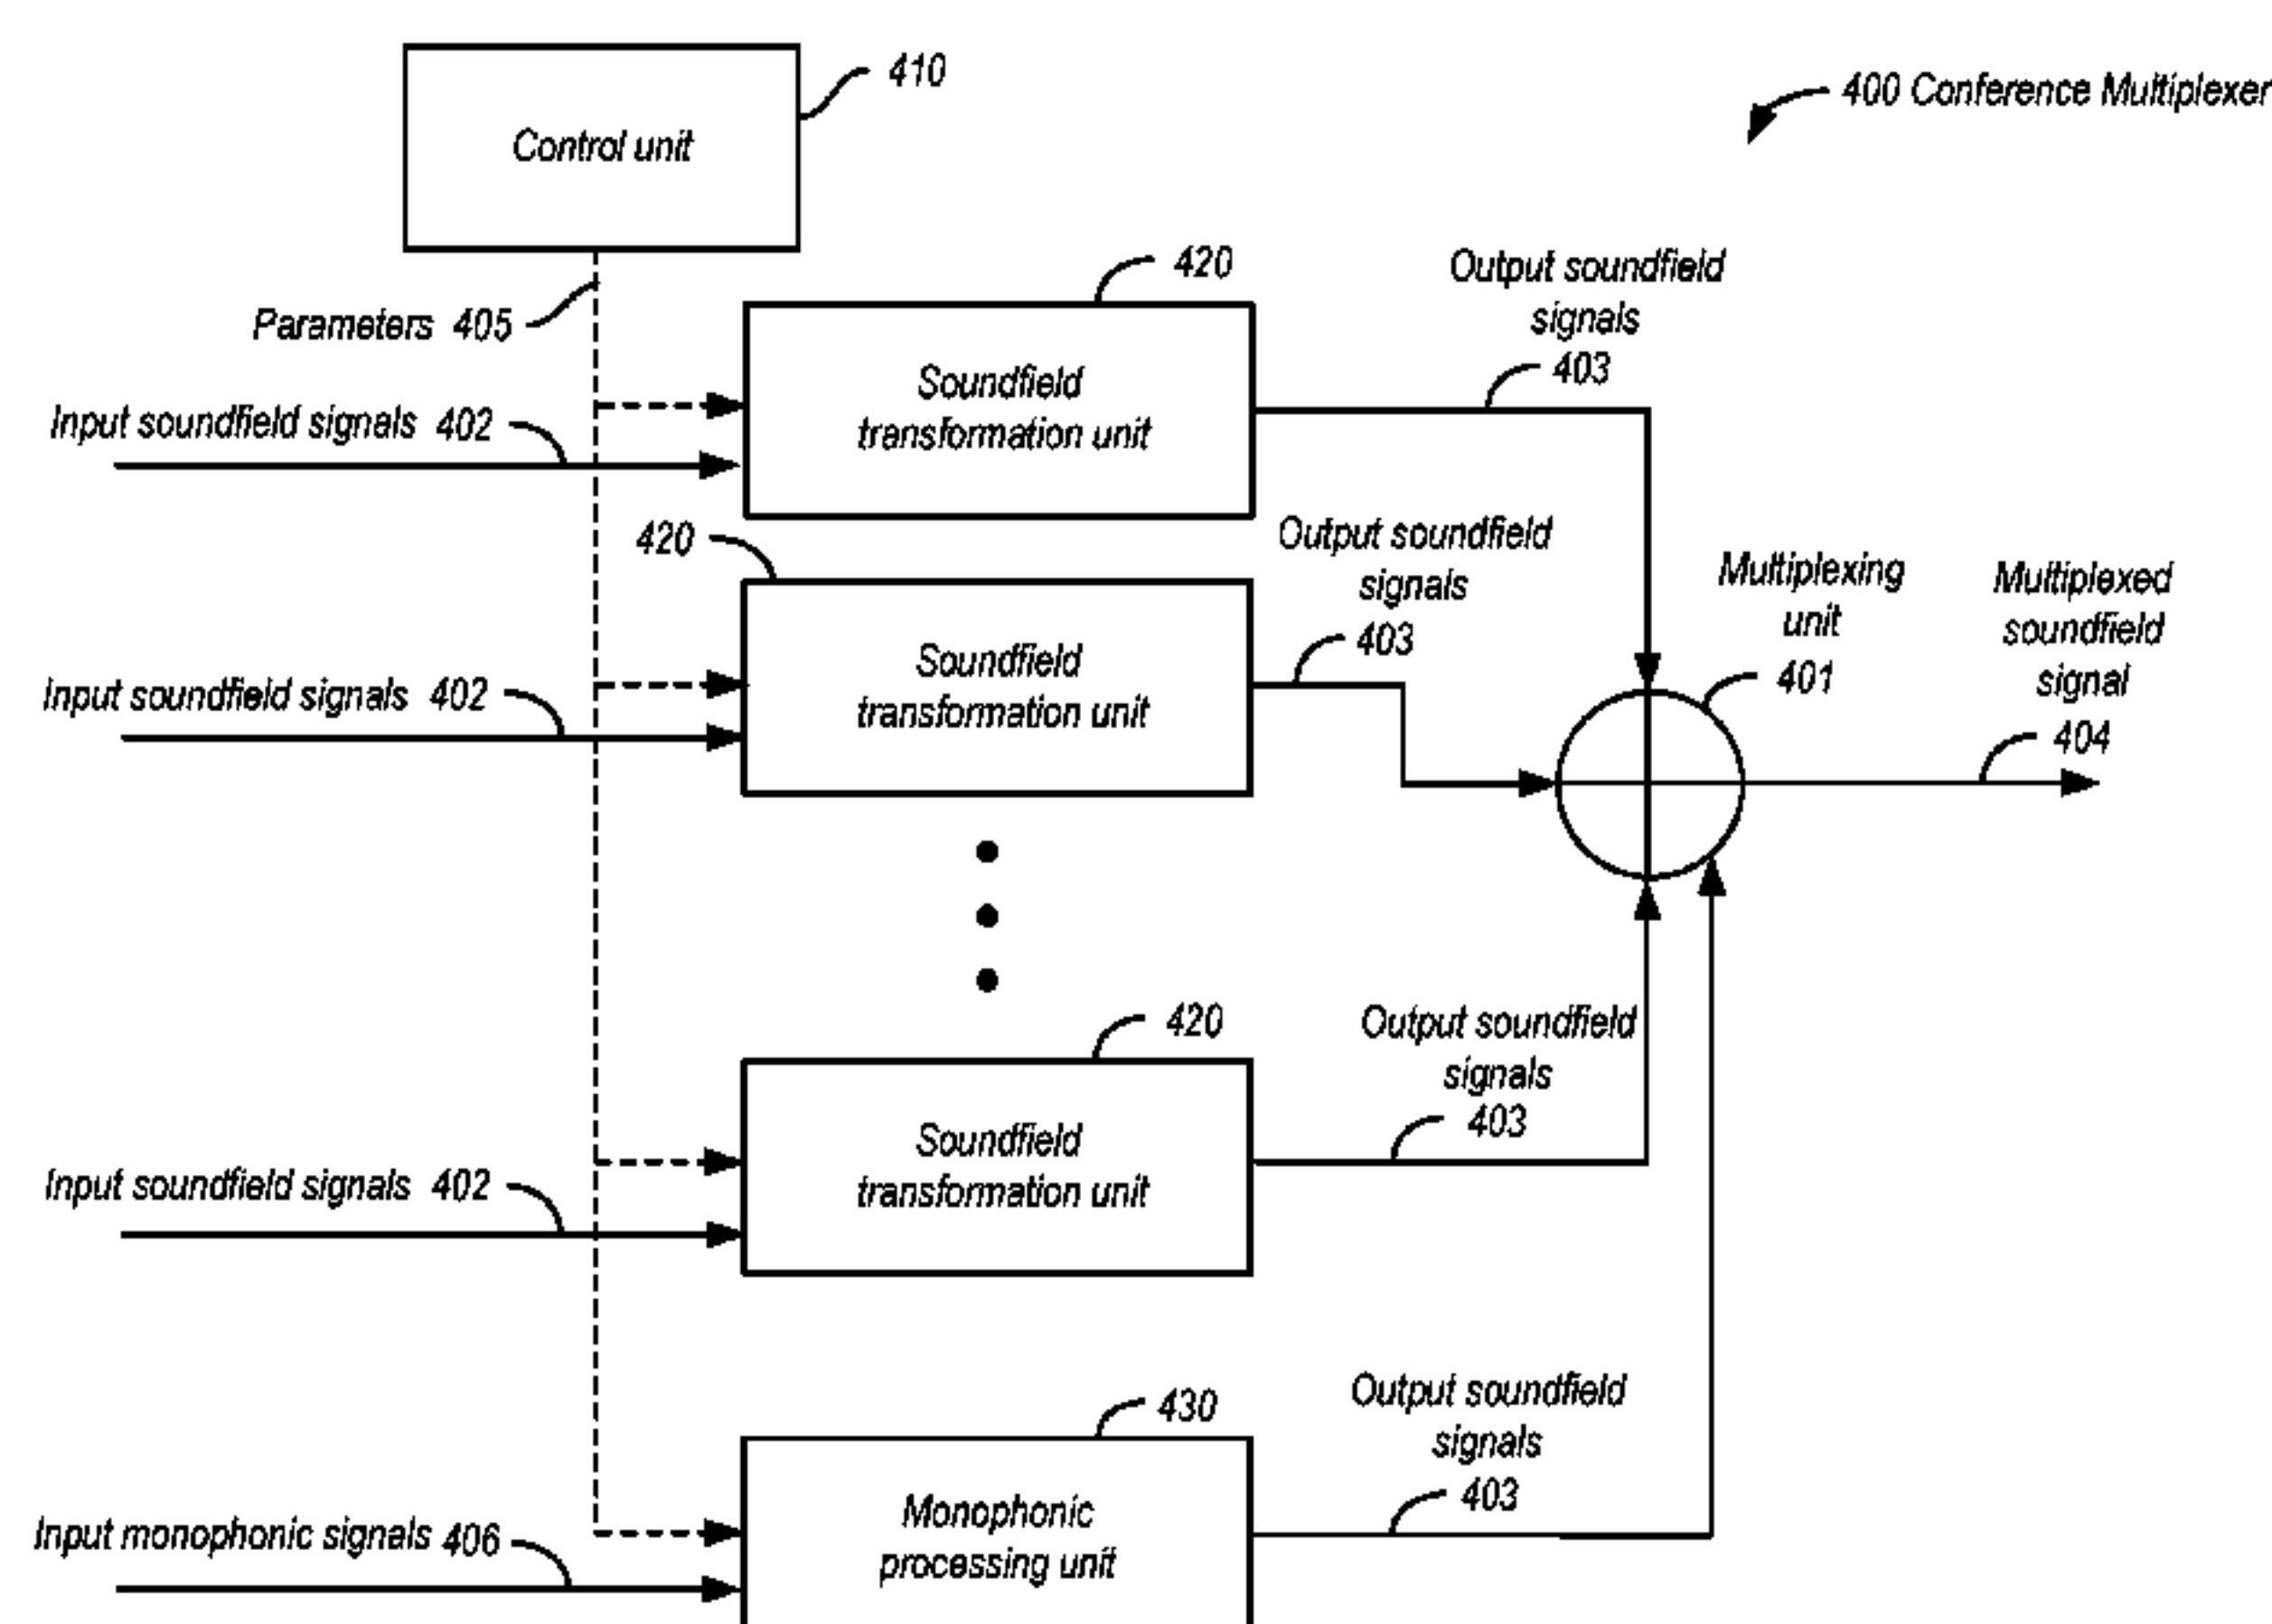 410
400 Conference Multiplexer
Control unit
420
Output soundfield
signals
403
Parameters 405
Soundfield
transformation unit
Input soundfield signals 402
420
Output soundfield
signals
403
Multiplexing
unit
401
Multiplexed
soundfield
signal
404
Soundfield
transformation unit
Input soundfield signals 402
420
Output soundfield
signals
403
Soundfield
transformation unit
Input soundfield signals 402
430
Output soundfield
signals
403
Monophonic
processing unit
Input monophonic signals 406